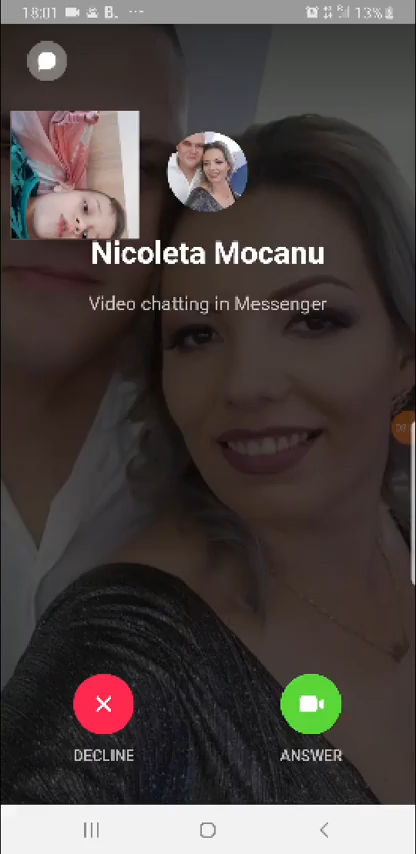 18:01 B. ... 13%
Nicoleta Mocanu
Video chatting in Messenger
DECLINE ANSWER